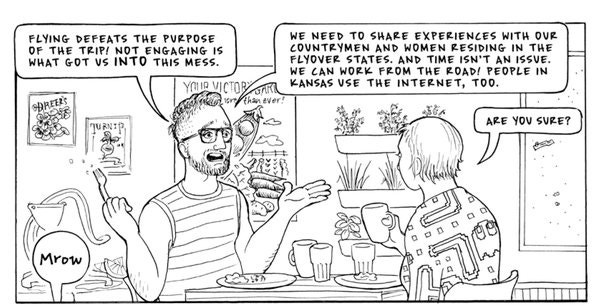 FLYING DEFEATS THE PURPOSE
OF THE TRIP! NOT ENGAGING IS
WHAT GOT US INTO THIS MESS.
WE NEED TO SHARE EXPERIENCES WITH OUR
COUNTRYMEN AND WOMEN RESIDING IN THE
FLYOVER STATES. AND TIME ISN'T AN ISSUE.
WE CAN WORK FROM THE ROAD! PEOPLE IN
KANSAS USE THE INTERNET, TOO.
ARE YOU SURE?
DREER'S
TURNIP
YOUR VICTORY GAR
more than ever!
Mrow